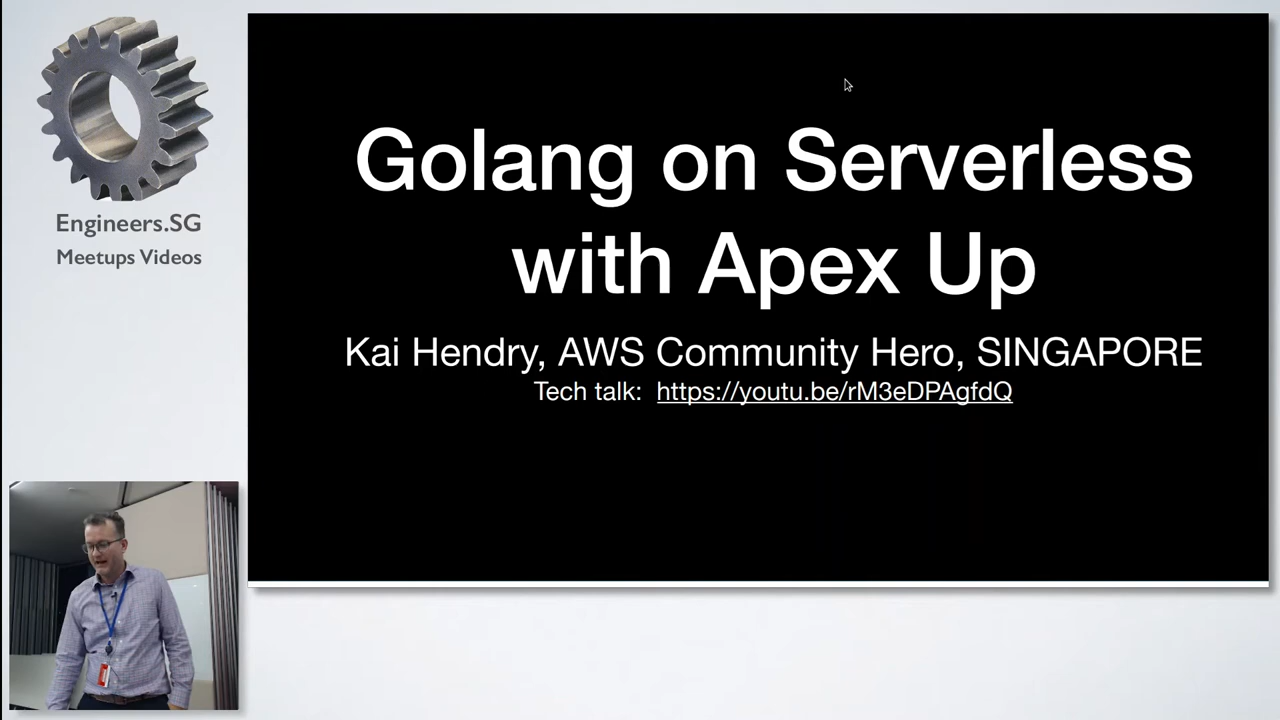 Engineers.SG
Meetups Videos
Golang on Serverless
with Apex Up
Kai Hendry, AWS Community Hero, SINGAPORE
Tech talk: https://youtu.be/rM3eDPAgfdQ